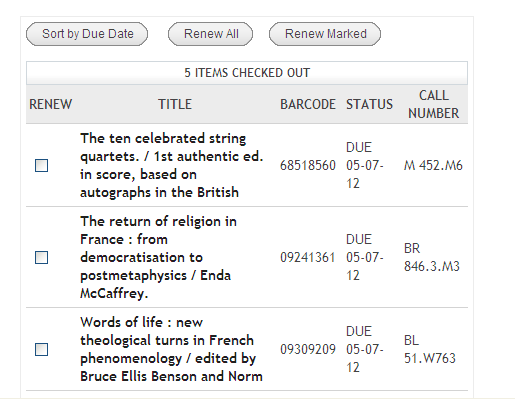 Sort by Due Date Renew All Renew Marked
5 ITEMS CHECKED OUT
RENEW TITLE BARCODE STATUS CALL NUMBER
The ten celebrated string
quartets. / 1st authentic ed.
in score, based on
autographs in the British
68518560
DUE
05-07-
12
M 452.M6
The return of religion in
France : from
democratisation to
postmetaphysics / Enda
McCaffrey.
09241361
DUE
05-07-
12
BR
846.3.M3
Words of life : new
theological turns in French
phenomenology / edited by
Bruce Ellis Benson and Norm
09309209
DUE
05-07-
12
BL
51.W763